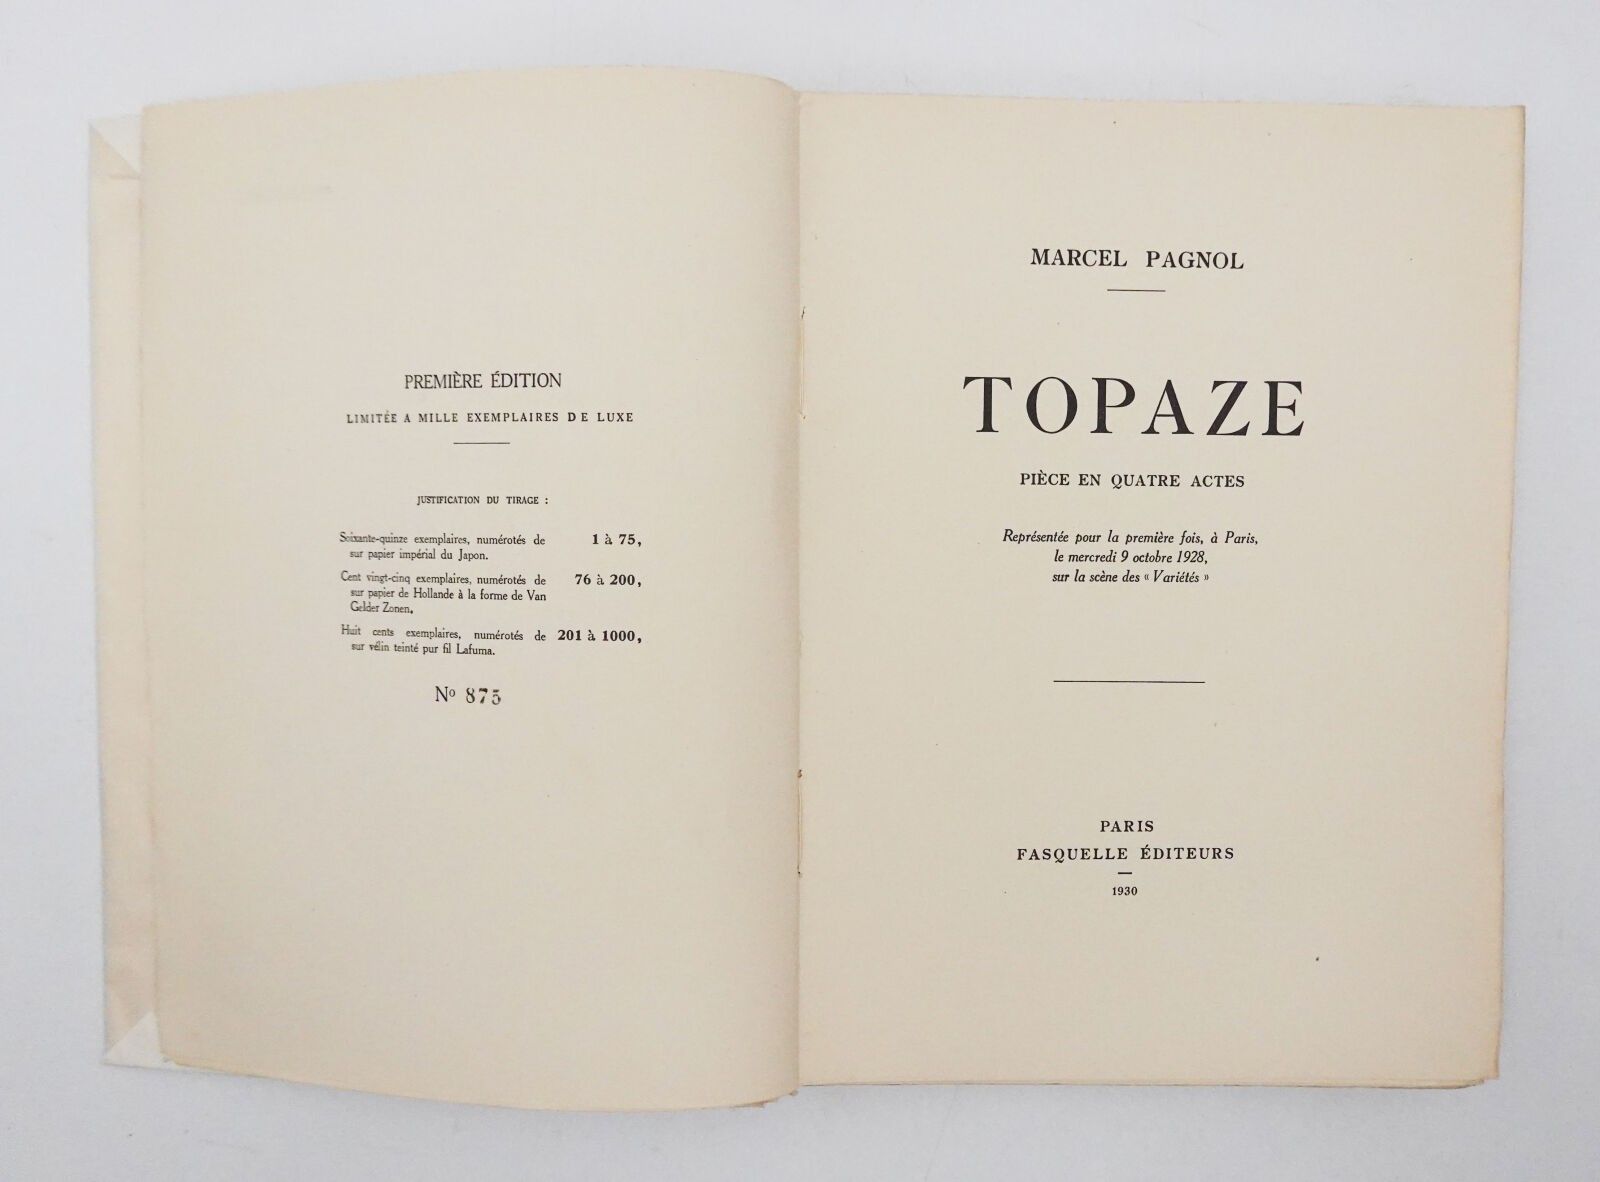 PREMIÈRE ÉDITION
LIMITÉE A MILLE EXEMPLAIRES DE LUXE
JUSTIFICATION DU TIRAGE :
Soixante-quinze exemplaires, numérotés de 1 à 75,
sur papier impérial du Japon.
Cent vingt-cinq exemplaires, numérotés de 76 à 200,
sur papier de Hollande à la forme de Van
Gelder Zonen.
Huit cents exemplaires, numérotés de 201 à 1000,
sur vélin teinté pur fil Lafuma.
Nº 875
MARCEL PAGNOL
TOPAZE
PIÈCE EN QUATRE ACTES
Représentée pour la première fois, à Paris,
le mercredi 9 octobre 1928,
sur la scène des « Variétés »
PARIS
FASQUELLE ÉDITEURS
1930